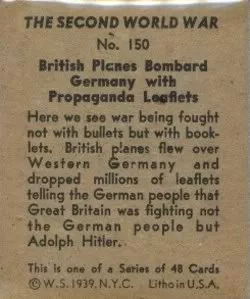 THE SECOND WORLD WAR
No. 150
British Planes Bombard
Germany with
Propaganda Leaflets
Here we see war being fought
not with bullets but with book-
lets. British planes flew over
Western Germany and
dropped millions of leaflets
telling the German people that
Great Britain was fighting not
the German people but
Adolph Hitler.
This is one of a Series of 48 Cards
© W.S. 1939, N.Y.C. Litho in U.S.A.